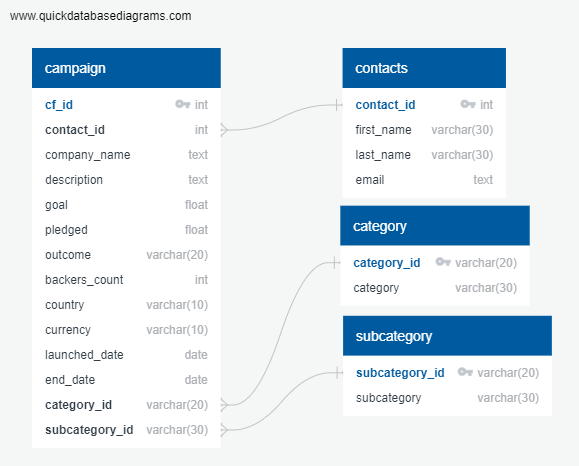 www.quickdatabasediagrams.com
campaign
cf_id int
contact_id int
company_name text
description text
goal float
pledged float
outcome varchar(20)
backers_count int
country varchar(10)
currency varchar(10)
launched_date date
end_date date
category_id varchar(20)
subcategory_id varchar(30)
contacts
contact_id int
first_name varchar(30)
last_name varchar(30)
email text
category
category_id varchar(20)
category varchar(30)
subcategory
subcategory_id varchar(20)
subcategory varchar(30)